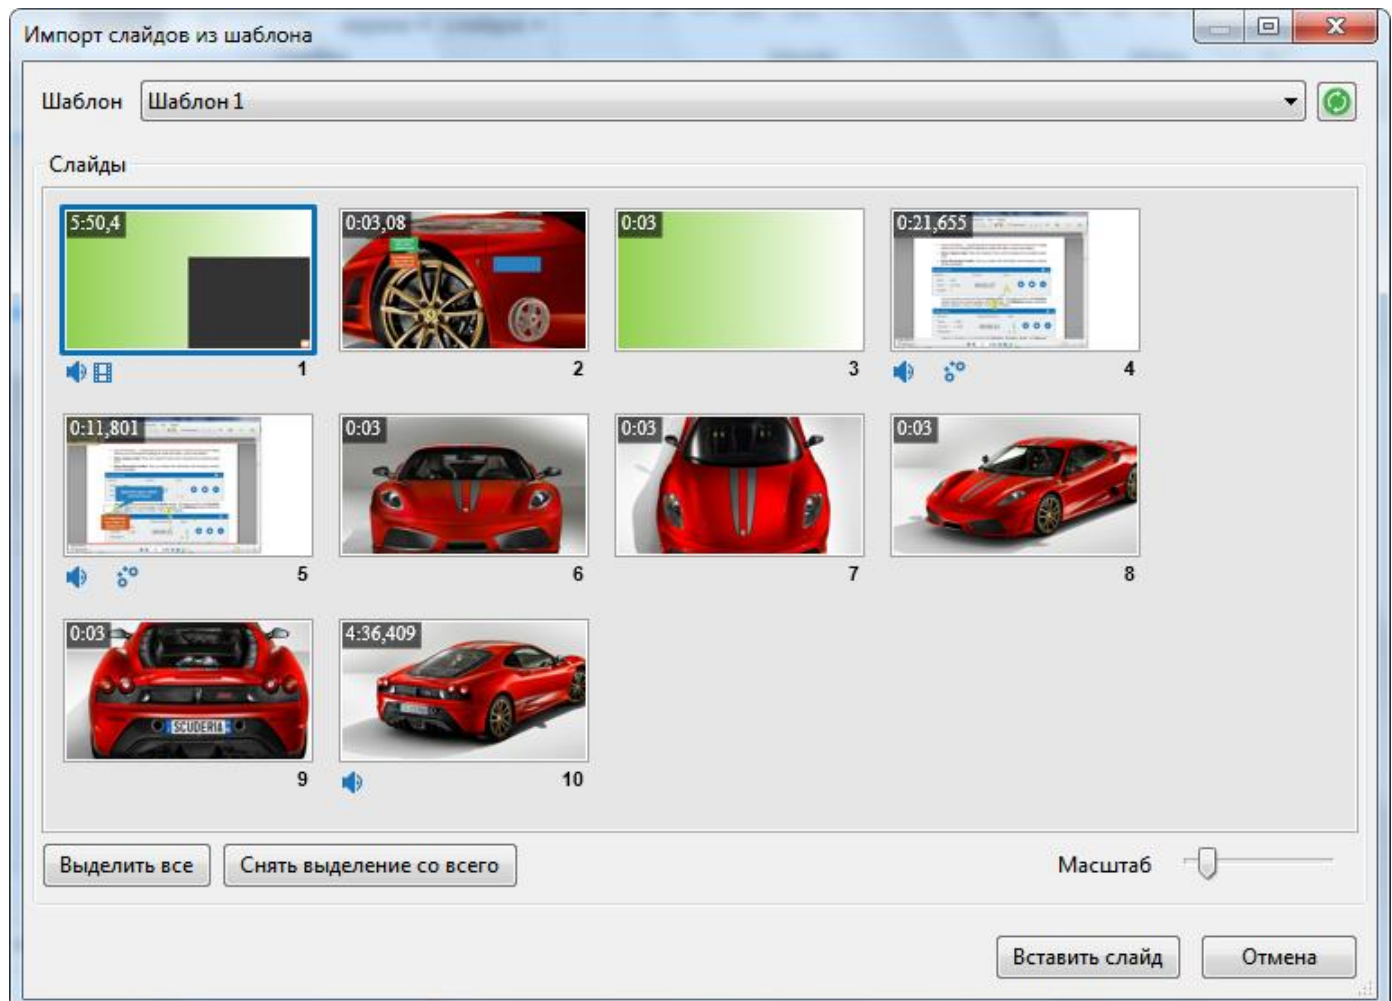 Импорт слайдов из шаблона
Шаблон Шаблон 1
Слайды
5:50,4 0:03,08 0:03 0:21,655
1 2 3 4
0:11,801 0:03 0:03 0:03
5 6 7 8
0:03 4:36,409
SCUDERIA
9 10
Выделить все Снять выделение со всего Масштаб
Вставить слайд Отмена